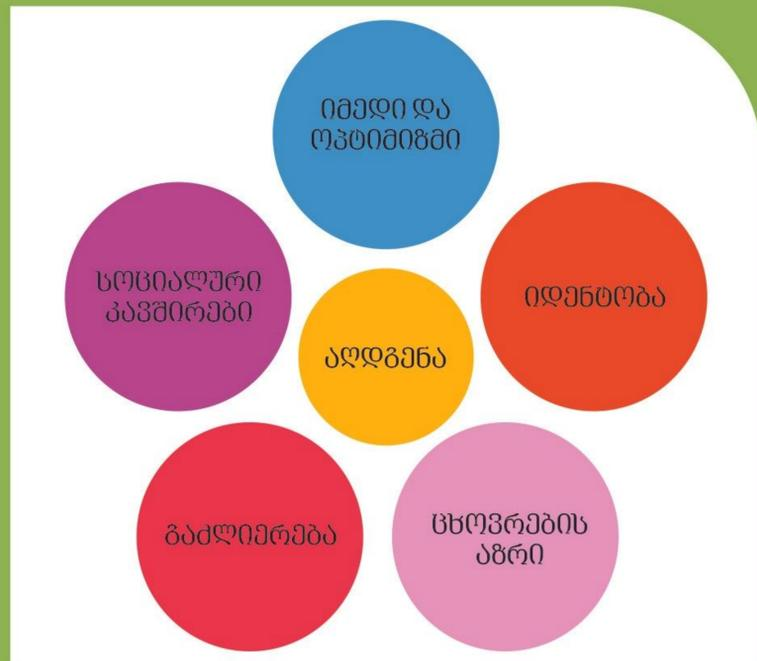 იმედი და
ოპტიმიზმი
სოციალური
კავშირები
იდენტობა
აღდგენა
გაძლიერება
ცხოვრების
აზრი